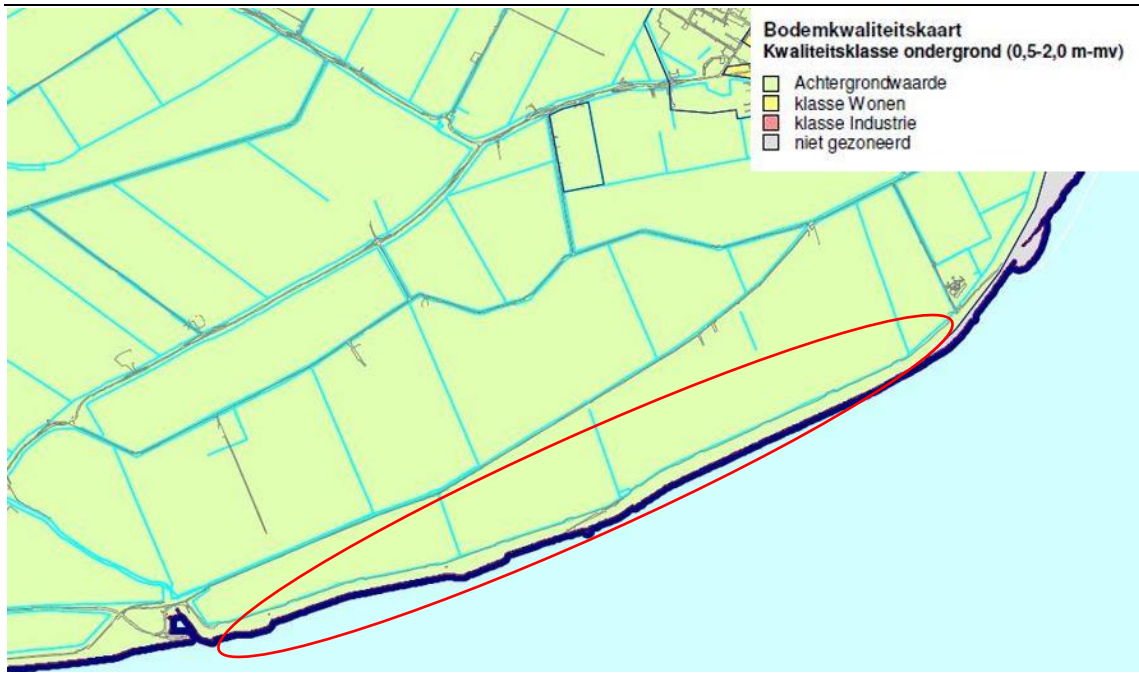 Bodemkwaliteitskaart
Kwaliteitsklasse ondergrond (0,5-2,0 m-mv)
Achtergrondwaarde
klasse Wonen
klasse Industrie
niet gezoneerd